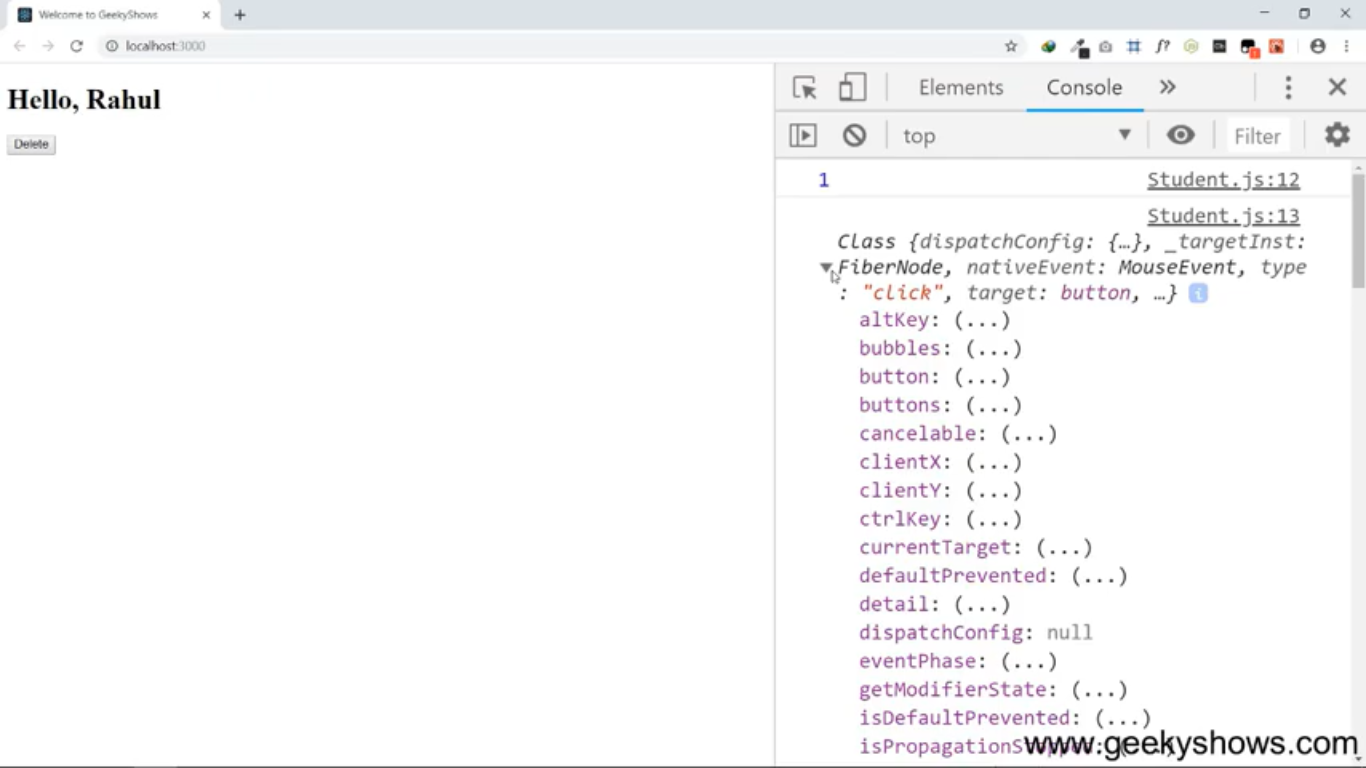 Welcome to GeekyShows
localhost:3000
Hello, Rahul
Delete
Elements
Console
top
Filter
1
Student.js:12
Student.js:13
Class {dispatchConfig: {…}, _targetInst:
FiberNode, nativeEvent: MouseEvent, type
: "click", target: button, …}
altKey: (...)
bubbles: (...)
button: (...)
buttons: (...)
cancelable: (...)
clientX: (...)
clientY: (...)
ctrlKey: (...)
currentTarget: (...)
defaultPrevented: (...)
detail: (...)
dispatchConfig: null
eventPhase: (...)
getModifierState: (...)
isDefaultPrevented: (...)
www.geekyshows.com